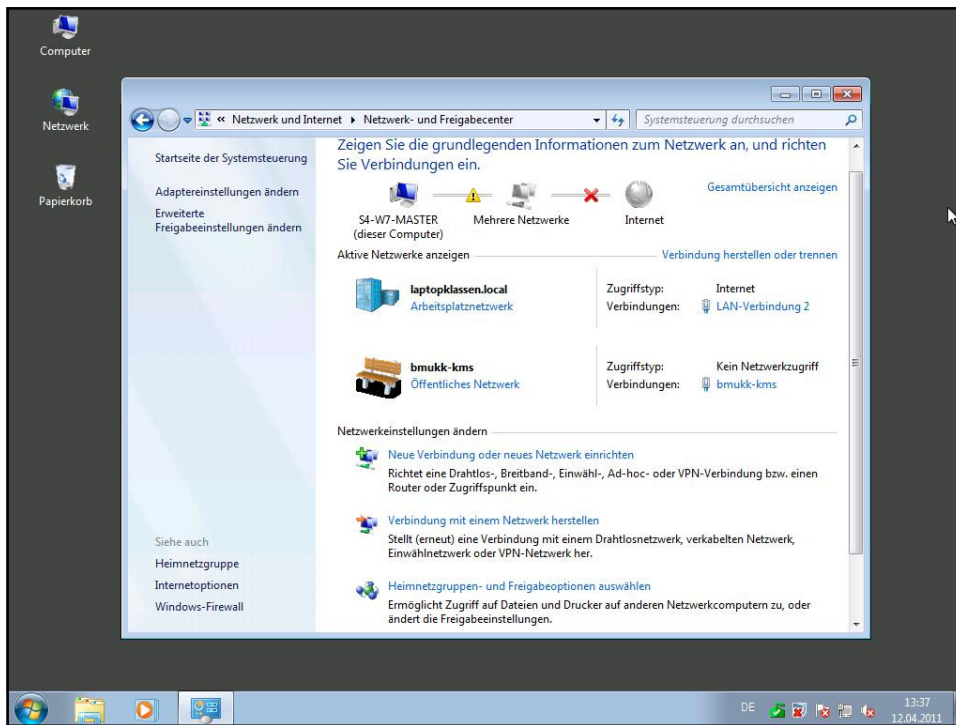 Computer
Netzwerk
Papierkorb
« Netzwerk und Internet ▸ Netzwerk- und Freigabecenter
Systemsteuerung durchsuchen
Startseite der Systemsteuerung
Adaptereinstellungen ändern
Erweiterte
Freigabeeinstellungen ändern
Siehe auch
Heimnetzgruppe
Internetoptionen
Windows-Firewall
Zeigen Sie die grundlegenden Informationen zum Netzwerk an, und richten
Sie Verbindungen ein.
Gesamtübersicht anzeigen
S4-W7-MASTER
(dieser Computer)
Mehrere Netzwerke
Internet
Aktive Netzwerke anzeigen
Verbindung herstellen oder trennen
laptopklassen.local
Arbeitsplatznetzwerk
Zugriffstyp: Internet
Verbindungen: LAN-Verbindung 2
bmukk-kms
Öffentliches Netzwerk
Zugriffstyp: Kein Netzwerkzugriff
Verbindungen: bmukk-kms
Netzwerkeinstellungen ändern
Neue Verbindung oder neues Netzwerk einrichten
Richtet eine Drahtlos-, Breitband-, Einwähl-, Ad-hoc- oder VPN-Verbindung bzw. einen
Router oder Zugriffspunkt ein.
Verbindung mit einem Netzwerk herstellen
Stellt (erneut) eine Verbindung mit einem Drahtlosnetzwerk, verkabelten Netzwerk,
Einwählnetzwerk oder VPN-Netzwerk her.
Heimnetzgruppen- und Freigabeoptionen auswählen
Ermöglicht Zugriff auf Dateien und Drucker auf anderen Netzwerkcomputern zu, oder
ändert die Freigabeeinstellungen.
DE
13:37
12.04.2011